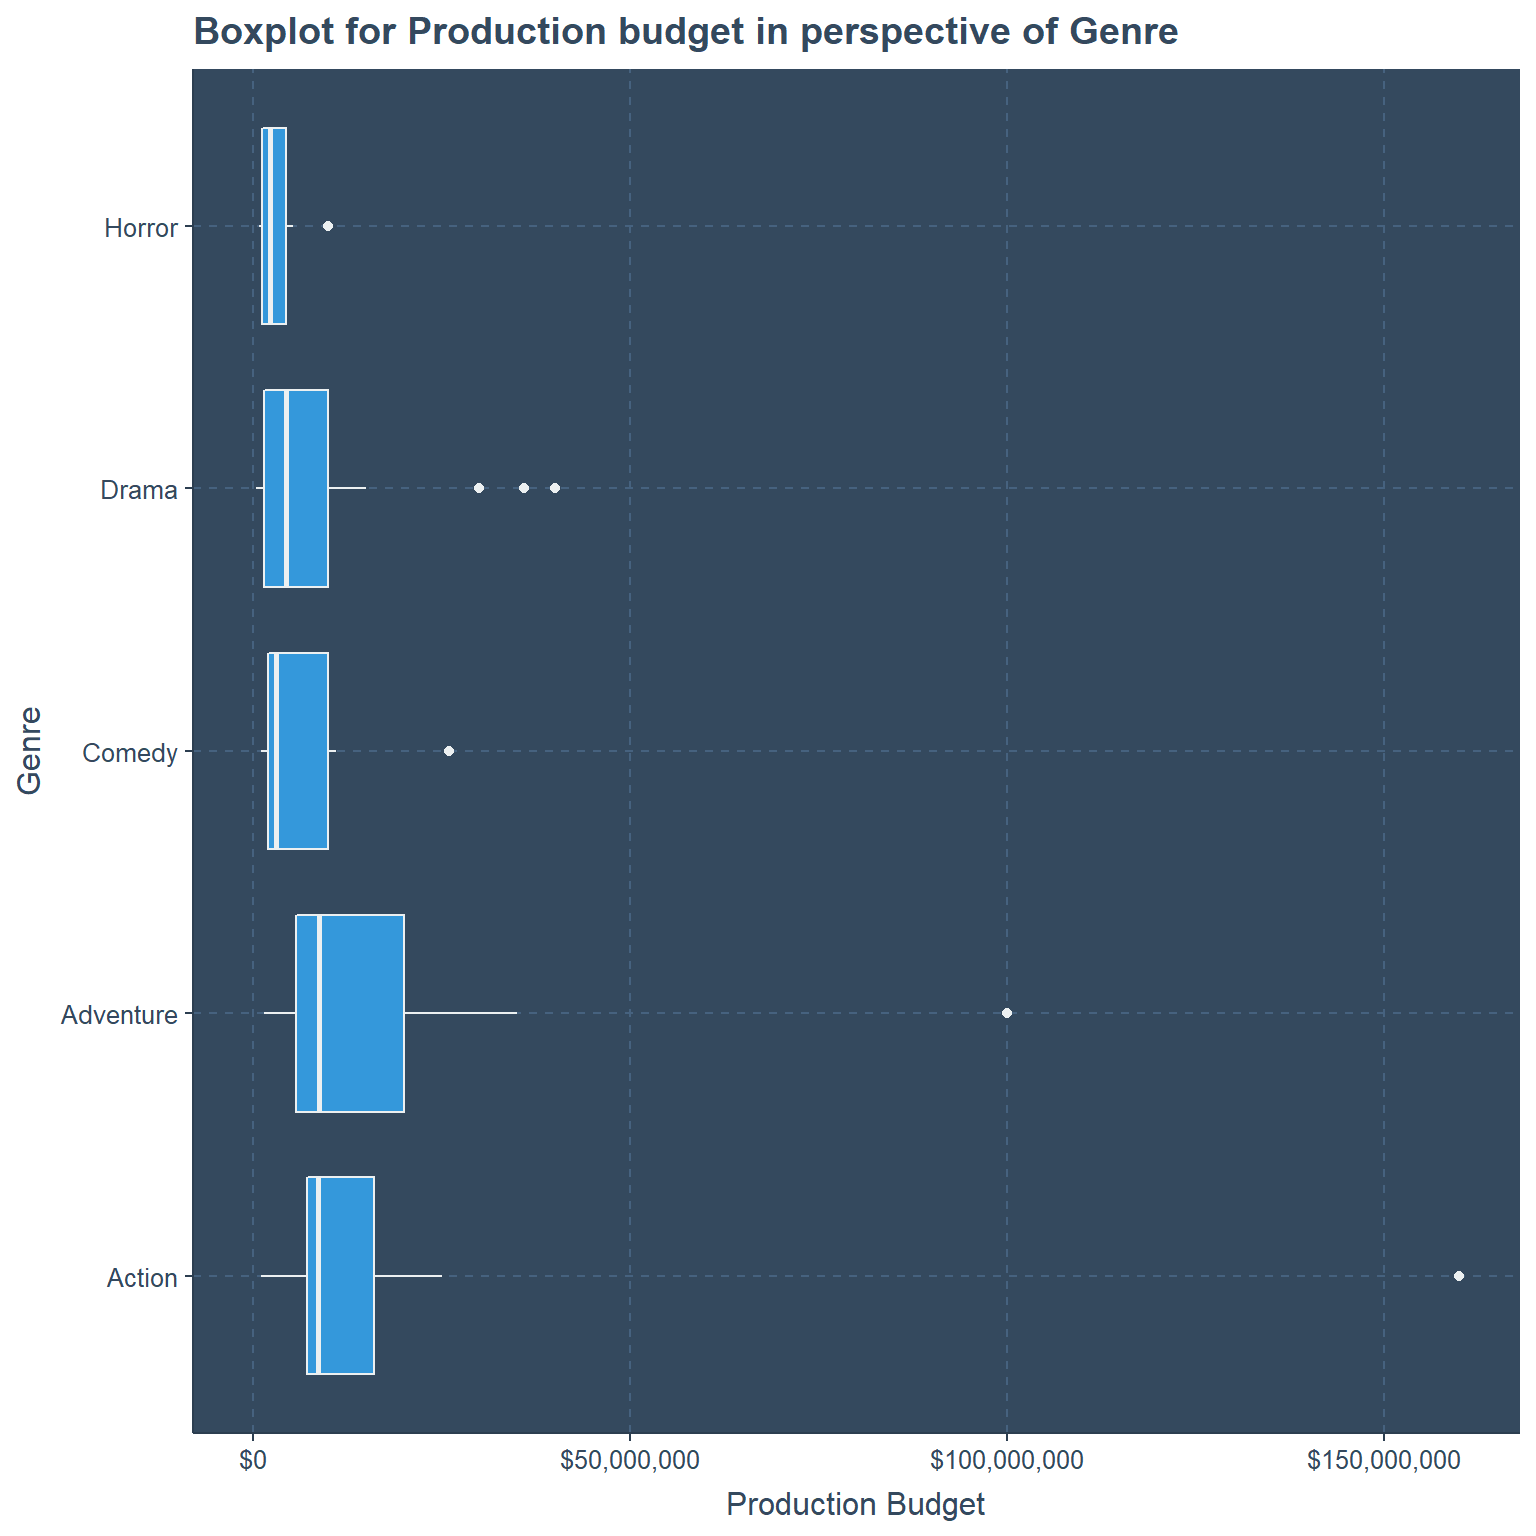 Boxplot for Production budget in perspective of Genre
Horror
Drama
Comedy
Adventure
Action
Genre
$0
$50,000,000
$100,000,000
$150,000,000
Production Budget